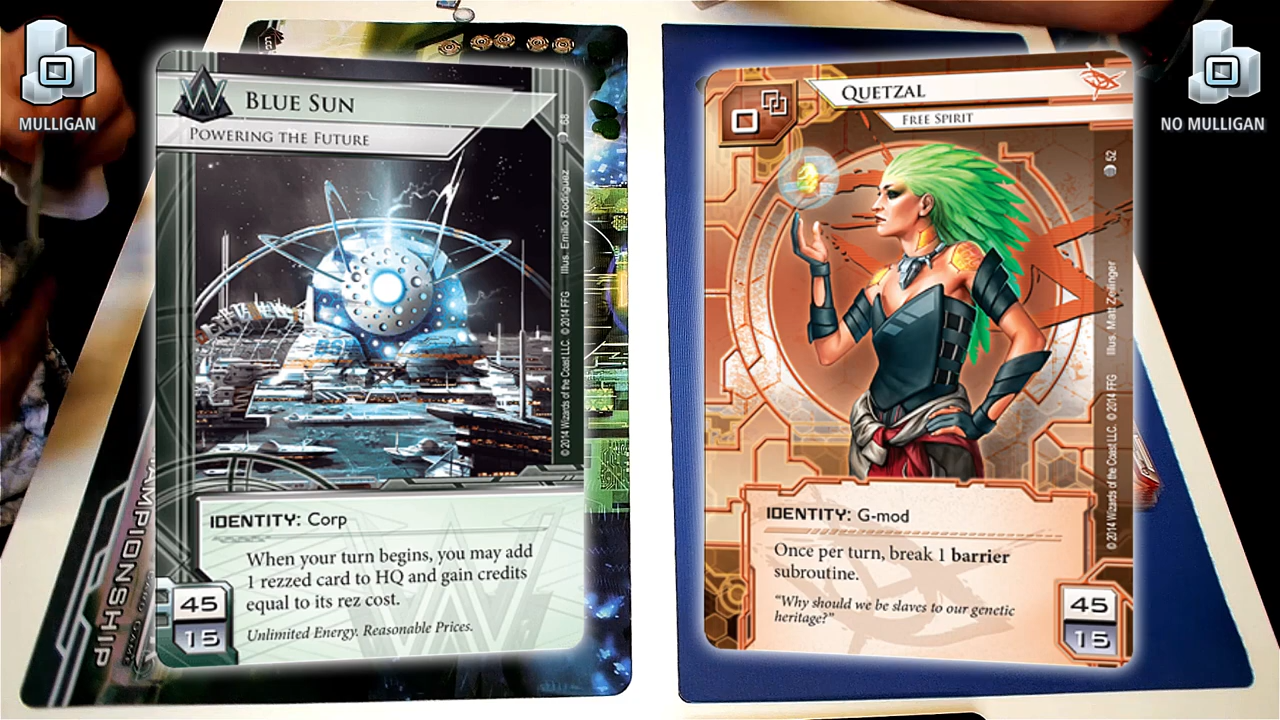 MULLIGAN
BLUE SUN
POWERING THE FUTURE
68
Illus. Emilio Rodriguez
© 2014 Wizards of the Coast LLC. © 2014 FFG
IDENTITY: Corp
When your turn begins, you may add
1 rezzed card to HQ and gain credits
equal to its rez cost.
Unlimited Energy. Reasonable Prices.
45
15
AMPIONSHIP
NO MULLIGAN
QUETZAL
FREE SPIRIT
52
Illus. Matt Zeilinger
© 2014 Wizards of the Coast LLC. © 2014 FFG
IDENTITY: G-mod
Once per turn, break 1 barrier
subroutine.
“Why should we be slaves to our genetic
heritage?”
45
15